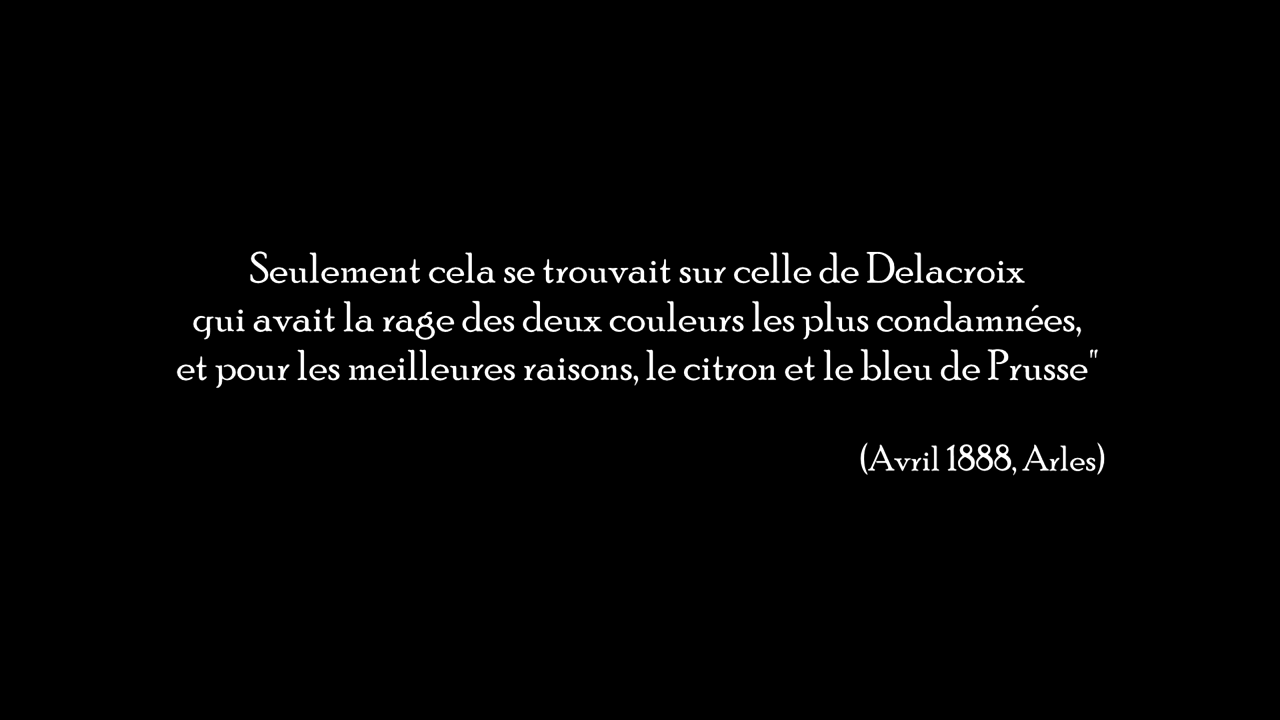 Seulement cela se trouvait sur celle de Delacroix
qui avait la rage des deux couleurs les plus condamnées,
et pour les meilleures raisons, le citron et le bleu de Prusse"
(Avril 1888, Arles)